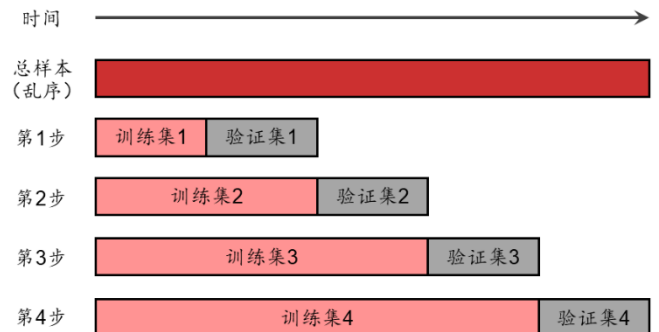 时间
总样本
（乱序）
第1步 训练集1 验证集1
第2步 训练集2 验证集2
第3步 训练集3 验证集3
第4步 训练集4 验证集4